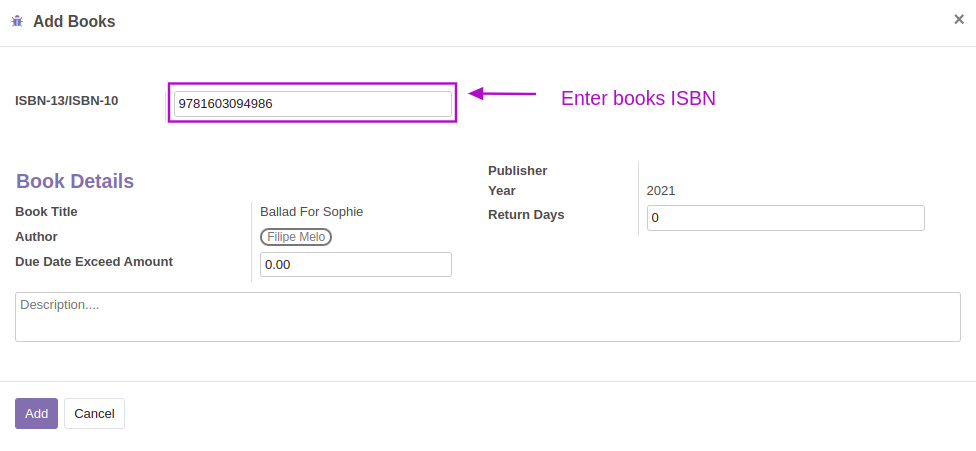 Add Books
×
ISBN-13/ISBN-10
9781603094986
Enter books ISBN
Book Details
Book Title
Ballad For Sophie
Author
Filipe Melo
Due Date Exceed Amount
0.00
Publisher
Year
2021
Return Days
0
Description....
Add
Cancel